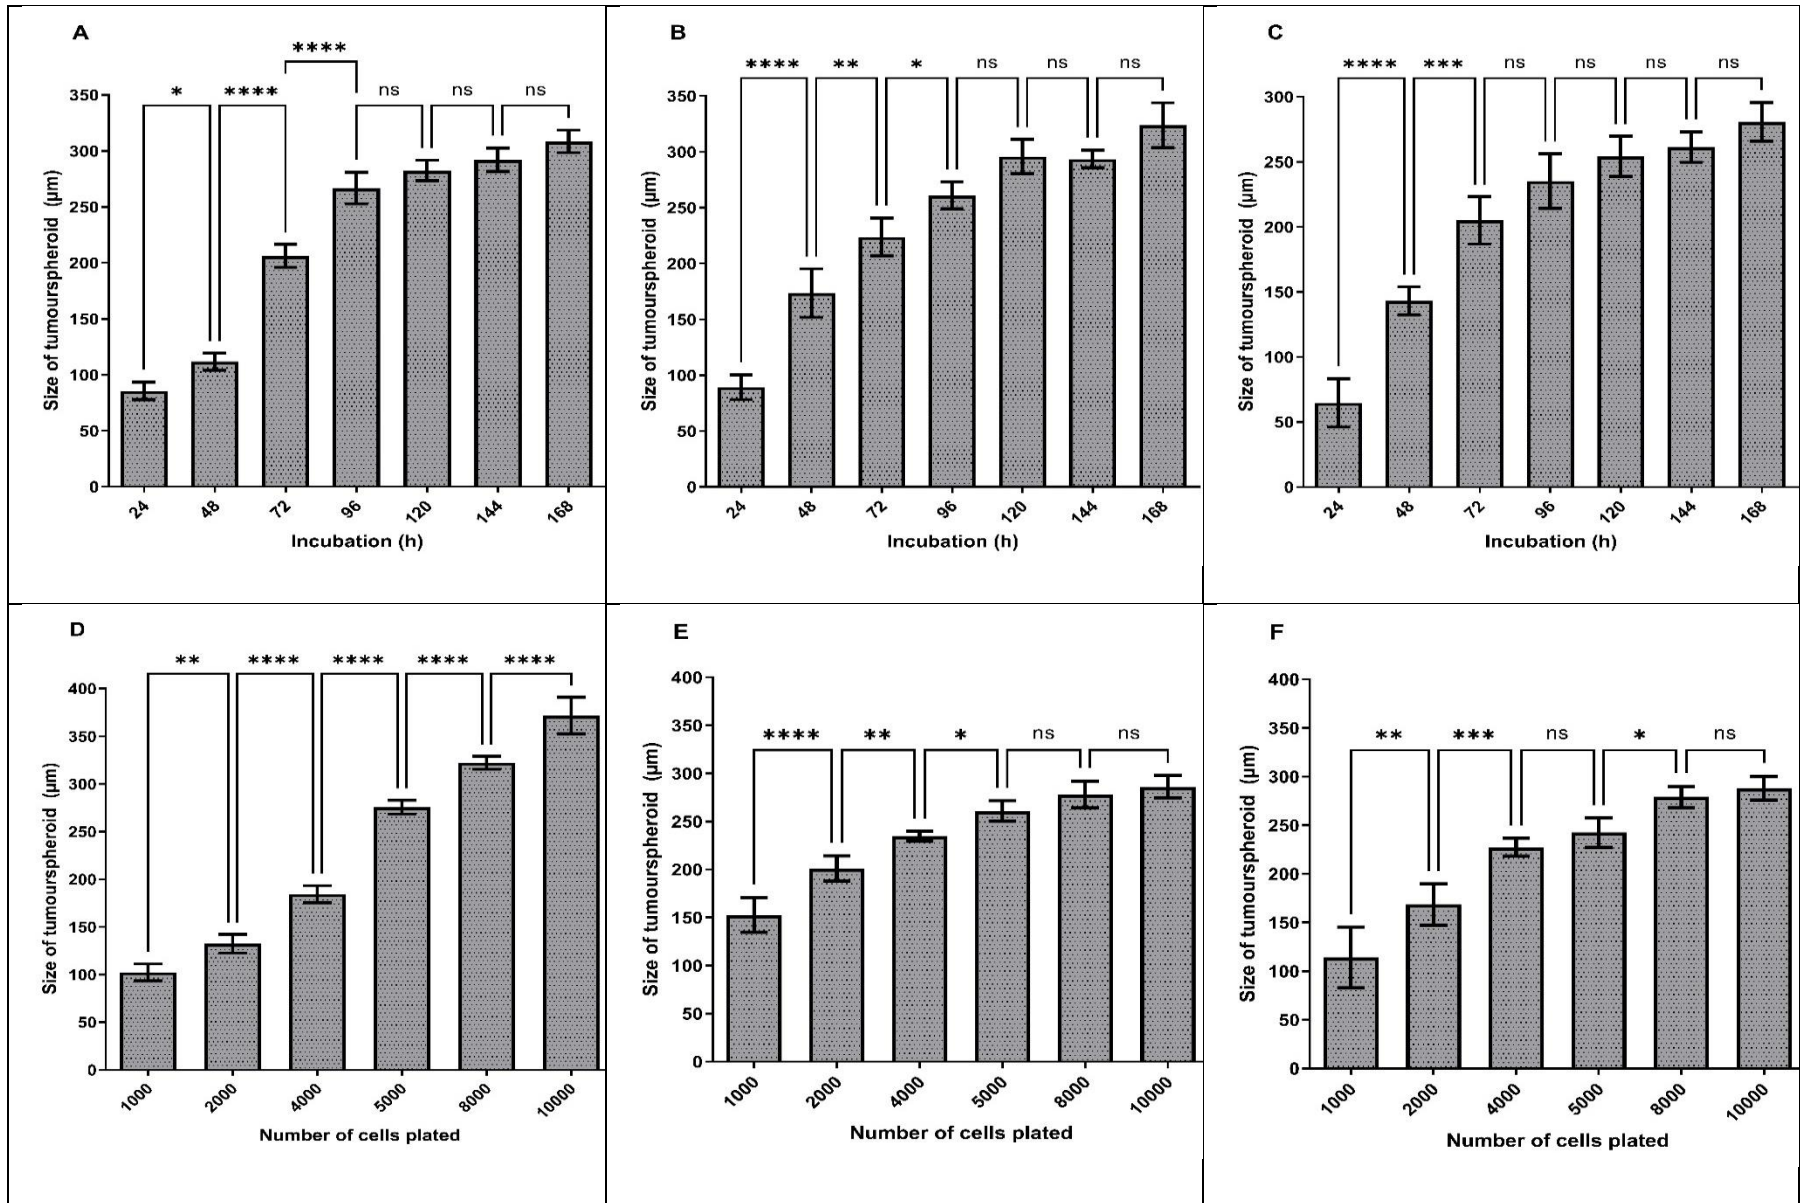 A
**** 
* **** ns ns ns
350
300
250
200
150
100
50
0
Size of tumourspheroid (µm)
24 48 72 96 120 144 168
Incubation (h)
B
**** ** * ns ns ns
350
300
250
200
150
100
50
0
Size of tumourspheroid (µm)
24 48 72 96 120 144 168
Incubation (h)
C
**** *** ns ns ns ns
300
250
200
150
100
50
0
Size of tumourspheroid (µm)
24 48 72 96 120 144 168
Incubation (h)
D
** **** **** **** ****
400
350
300
250
200
150
100
50
0
Size of tumourspheroid (µm)
1000 2000 4000 5000 8000 10000
Number of cells plated
E
**** ** * ns ns
400
350
300
250
200
150
100
50
0
Size of tumourspheroid (µm)
1000 2000 4000 5000 8000 10000
Number of cells plated
F
** *** ns * ns
400
350
300
250
200
150
100
50
0
Size of tumourspheroid (µm)
1000 2000 4000 5000 8000 10000
Number of cells plated